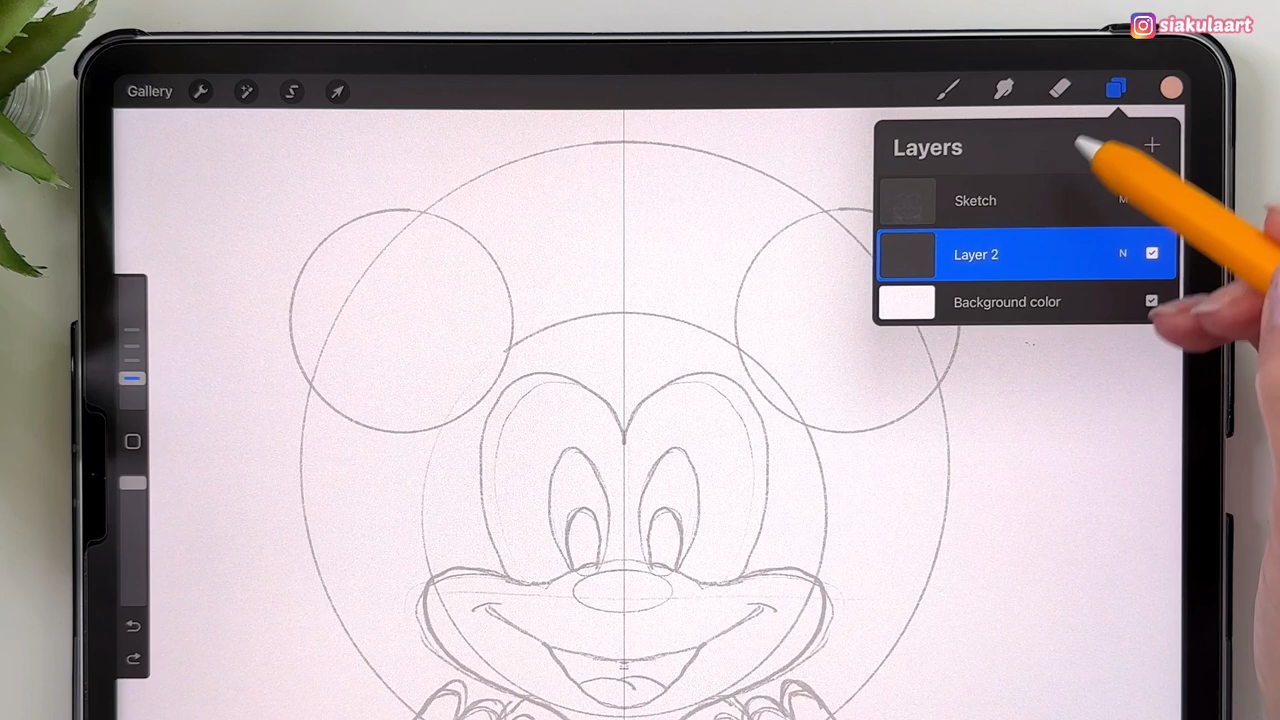 siakulaart
Gallery
Layers
Sketch
M
Layer 2
N
Background color